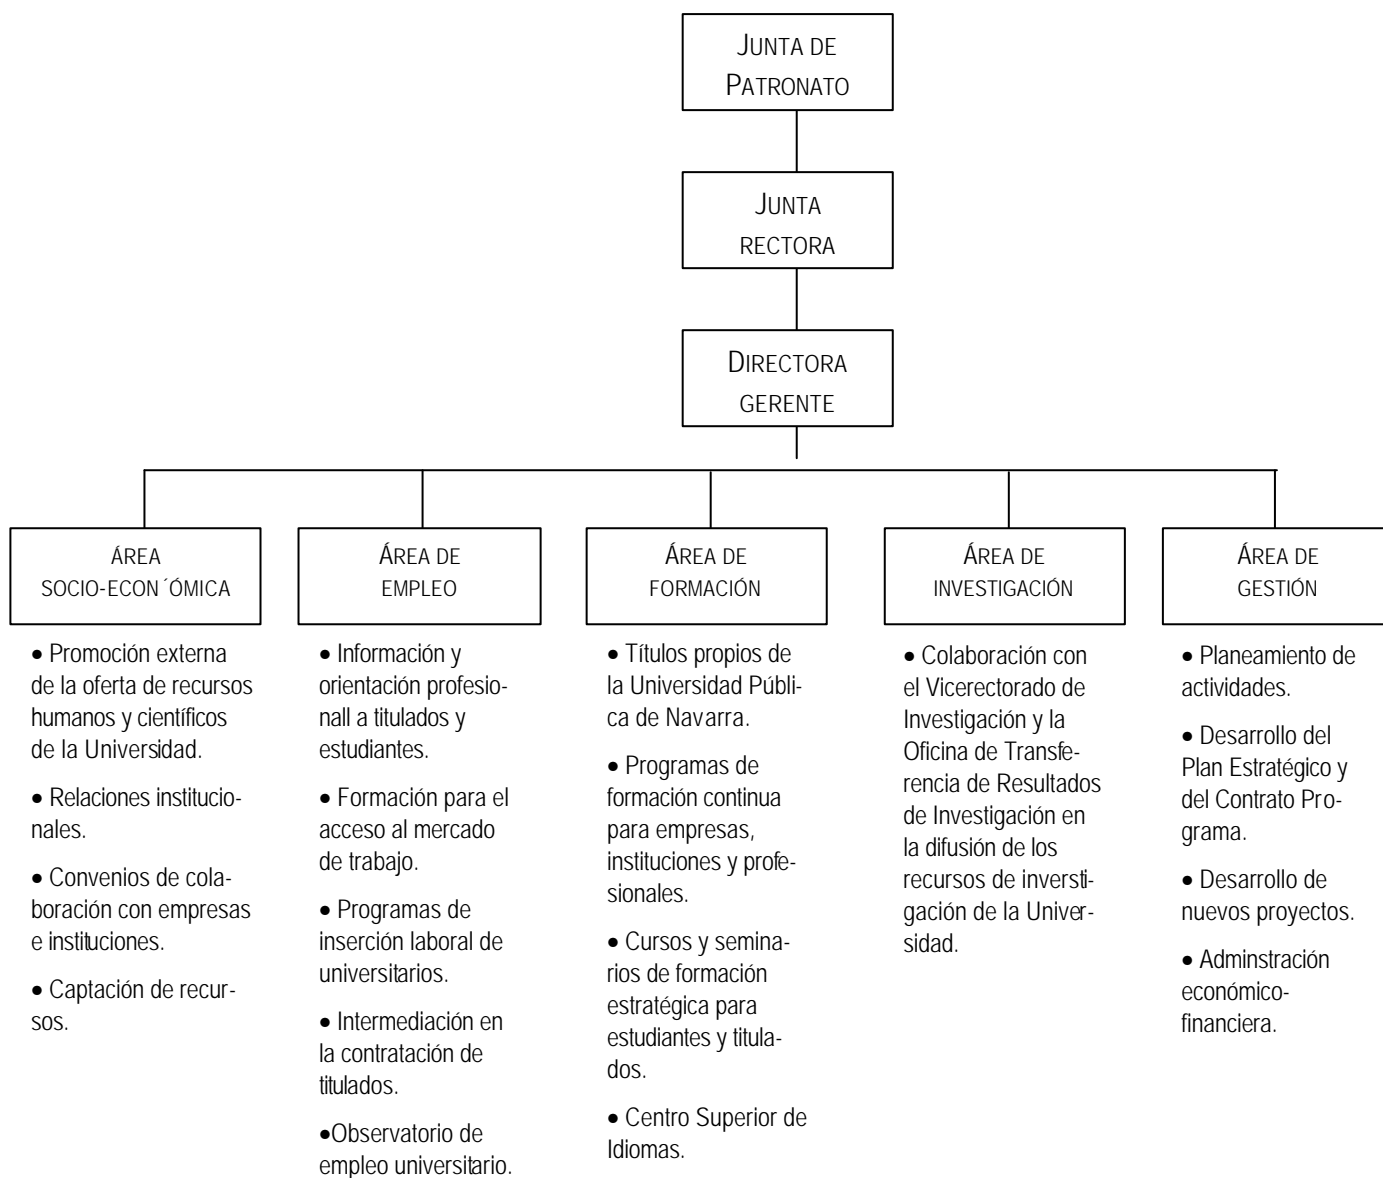 JUNTA DE
PATRONATO
JUNTA
RECTORA
DIRECTORA
GERENTE
ÁREA
SOCIO-ECON´ÓMICA
• Promoción externa
de la oferta de recursos
humanos y científicos
de la Universidad.
• Relaciones institucio-
nales.
• Convenios de cola-
boración con empresas
e instituciones.
• Captación de recur-
sos.
ÁREA DE
EMPLEO
• Información y
orientación profesio-
nall a titulados y
estudiantes.
• Formación para el
acceso al mercado
de trabajo.
• Programas de
inserción laboral de
universitarios.
• Intermediación en
la contratación de
titulados.
•Observatorio de
empleo universitario.
ÁREA DE
FORMACIÓN
• Títulos propios de
la Universidad Públi-
ca de Navarra.
• Programas de
formación continua
para empresas,
instituciones y profe-
sionales.
• Cursos y semina-
rios de formación
estratégica para
estudiantes y titula-
dos.
• Centro Superior de
Idiomas.
ÁREA DE
INVESTIGACIÓN
• Colaboración con
el Vicerectorado de
Investigación y la
Oficina de Transfe-
rencia de Resultados
de Investigación en
la difusión de los
recursos de inversti-
gación de la Univer-
sidad.
ÁREA DE
GESTIÓN
• Planeamiento de
actividades.
• Desarrollo del
Plan Estratégico y
del Contrato Pro-
grama.
• Desarrollo de
nuevos proyectos.
• Adminstración
económico-
financiera.